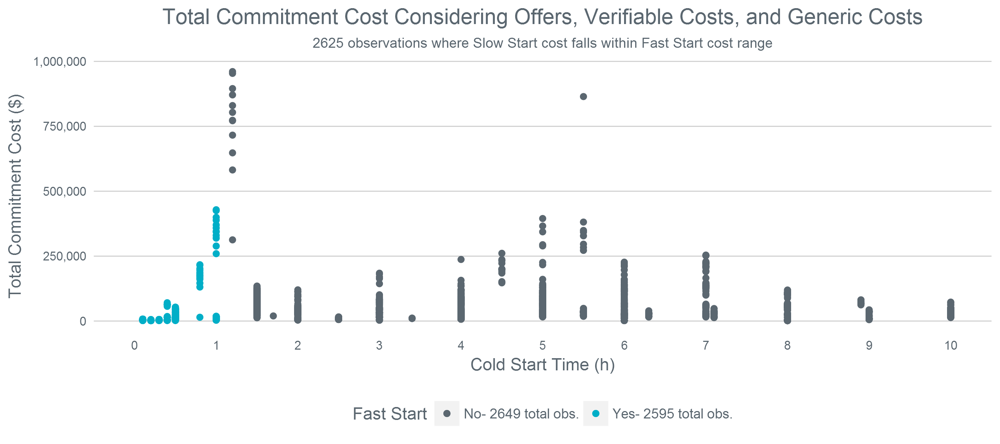 Total Commitment Cost Considering Offers, Verifiable Costs, and Generic Costs
2625 observations where Slow Start cost falls within Fast Start cost range
Total Commitment Cost ($)
1,000,000
750,000
500,000
250,000
0
0 1 2 3 4 5 6 7 8 9 10
Cold Start Time (h)
Fast Start No- 2649 total obs. Yes- 2595 total obs.